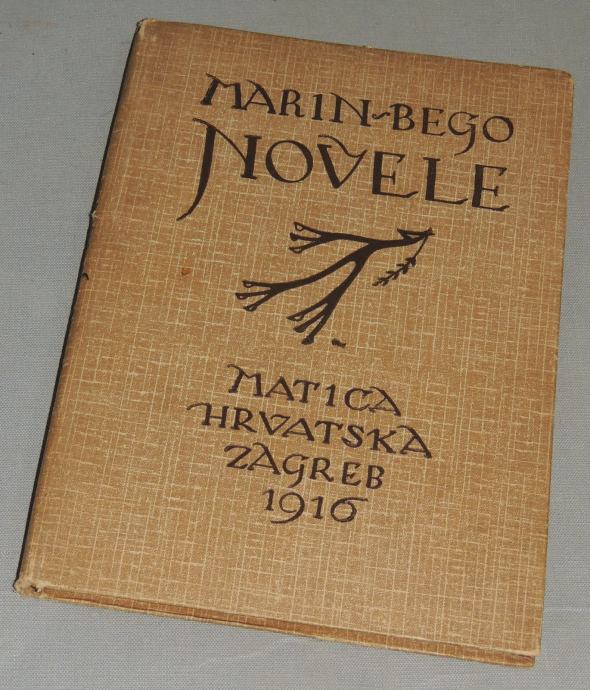 MARIN-BEGO
NOVELE
MATICA
HRVATSKA
ZAGREB
1916